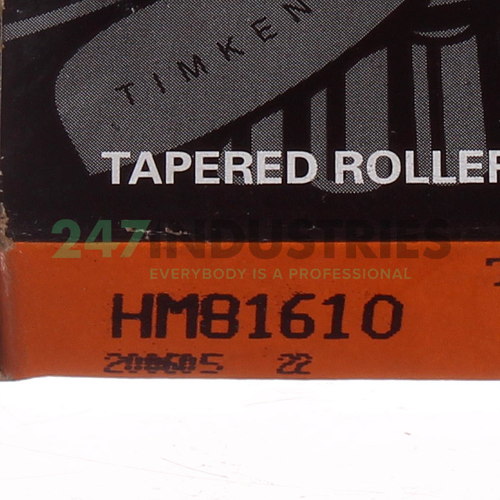 TIMKEN
TAPERED ROLLER
247INDUSTRIES
EVERYBODY IS A PROFESSIONAL
HM81610
22